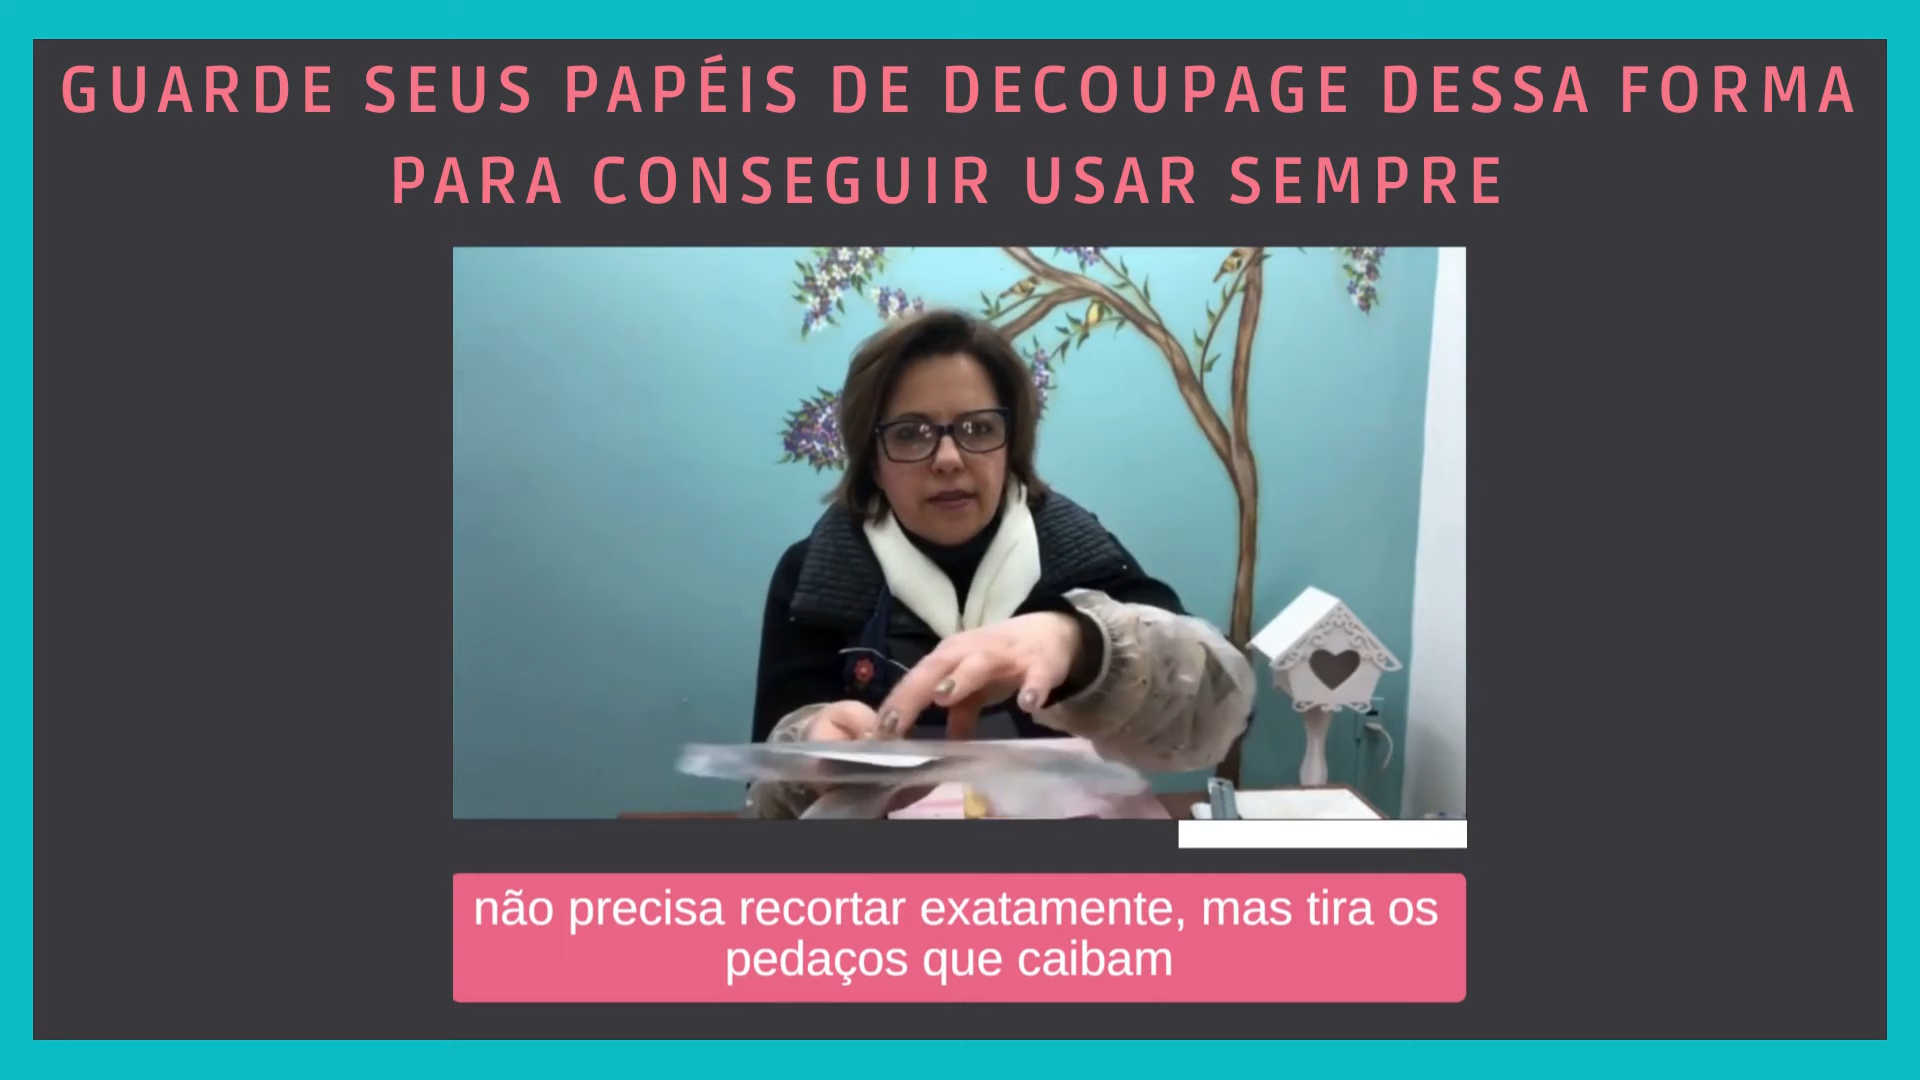 GUARDE SEUS PAPÉIS DE DECOUPAGE DESSA FORMA
PARA CONSEGUIR USAR SEMPRE
não precisa recortar exatamente, mas tira os
pedaços que caibam